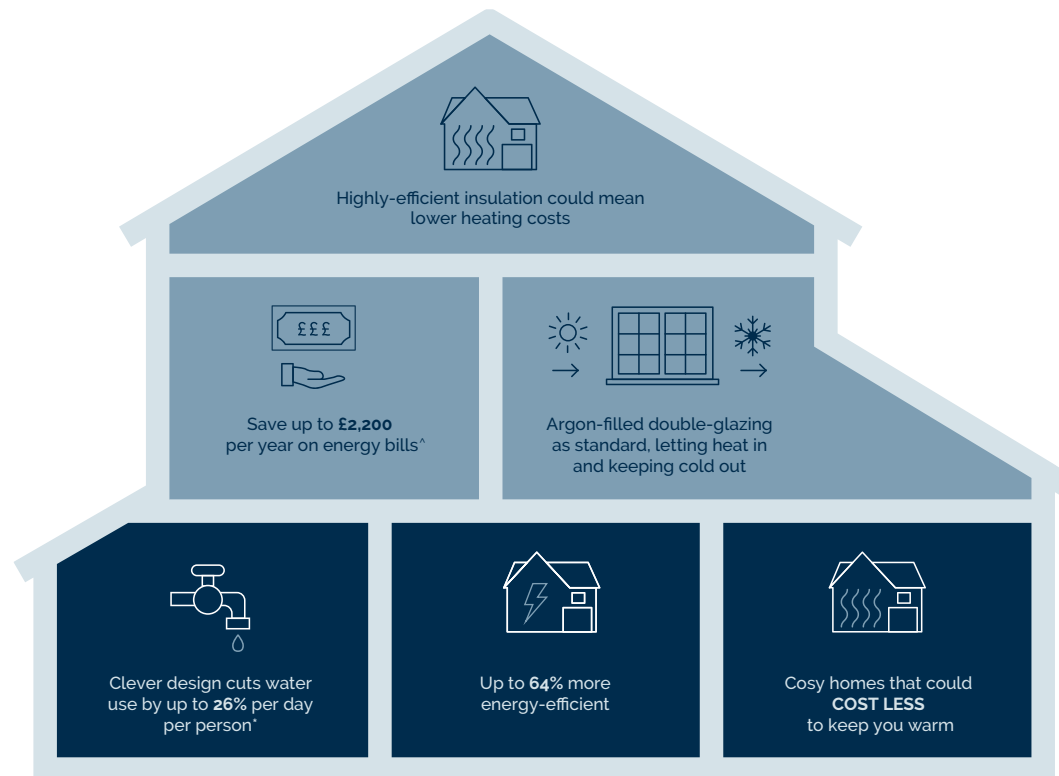 Highly-efficient insulation could mean
lower heating costs
£££
Save up to £2,200
per year on energy bills^
Argon-filled double-glazing
as standard, letting heat in
and keeping cold out
Clever design cuts water
use by up to 26% per day
per person*
Up to 64% more
energy-efficient
Cosy homes that could
COST LESS
to keep you warm